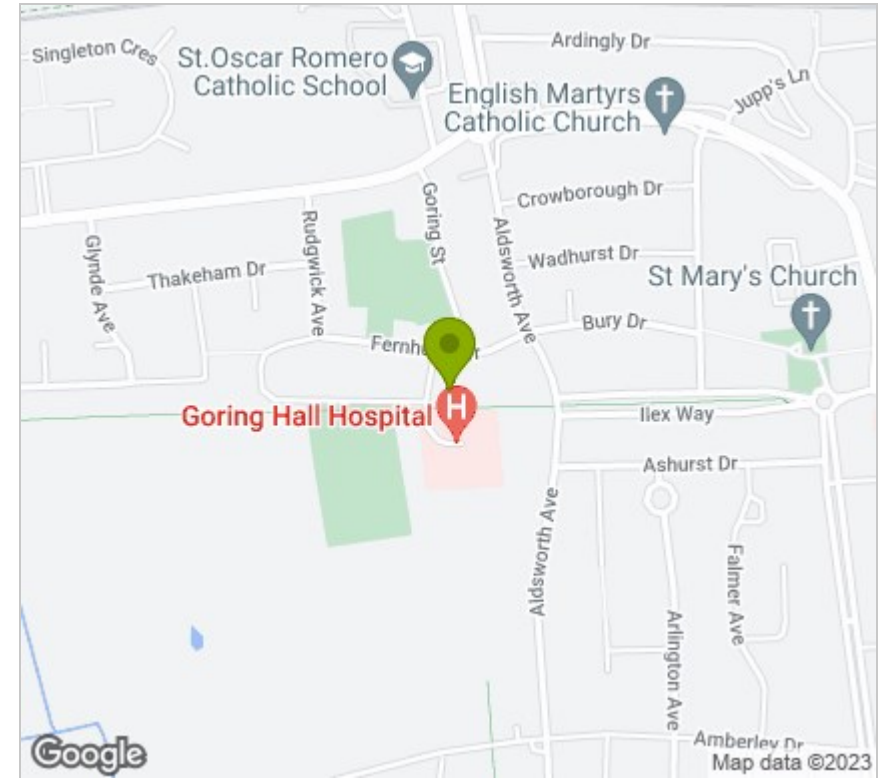 Singleton Cres
St.Oscar Romero
Catholic School
Ardingly Dr
English Martyrs
Catholic Church
Jupp's Ln
Goring St
Crowborough Dr
Rudgwick Ave
Aldsworth Ave
Glynde Ave
Thakeham Dr
Wadhurst Dr
St Mary's Church
Bury Dr
Goring Hall Hospital
H
Ilex Way
Ashurst Dr
Aldsworth Ave
Falmer Ave
Arlington Ave
Amberley Dr
Google
Map data ©2023